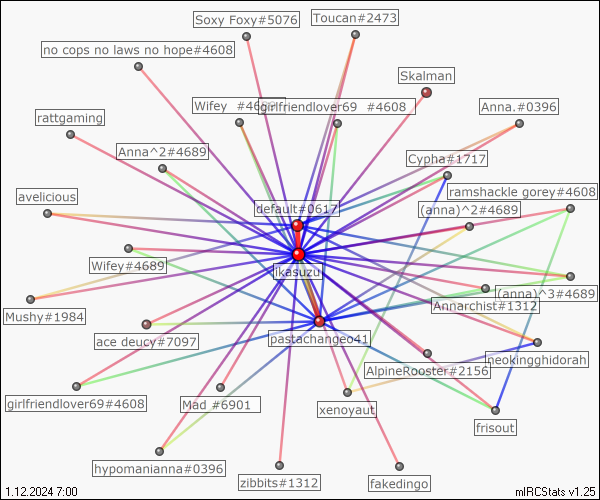 Soxy Foxy#5076
Toucan#2473
no cops no laws no hope#4608
Skalman
Wifey
girlfriendlover69 #4608
Anna.#0396
rattgaming
Anna^2#4689
Cypha#1717
ramshackle gorey#4608
avelicious
default#0617
(anna)^2#4689
Wifey#4689
ikasuzu
(anna)^3#4689
Annarchist#1312
Mushy#1984
ace deucy#7097
pastachangeo41
neokingghidorah
AlpineRooster#2156
girlfriendlover69#4608
Mad #6901
xenoyaut
frisout
hypomanianna#0396
zibbits#1312
fakedingo
1.12.2024 7:00
mIRCStats v1.25